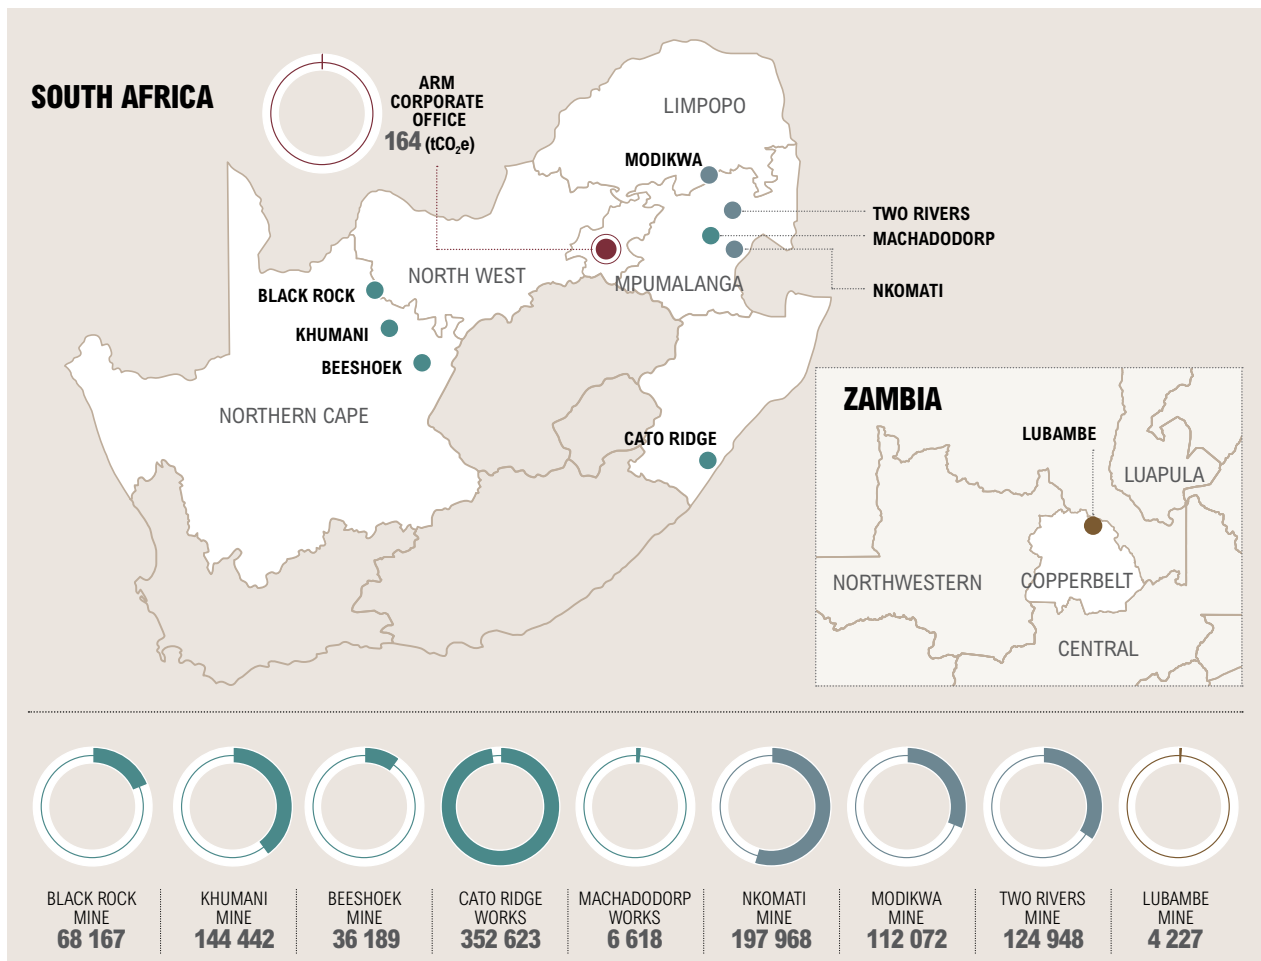 SOUTH AFRICA
ARM
CORPORATE
OFFICE
164 (tCO₂e)
LIMPOPO
MODIKWA
TWO RIVERS
MACHADODORP
NORTH WEST
MPUMALANGA
NKOMATI
BLACK ROCK
KHUMANI
BEESHOEK
NORTHERN CAPE
CATO RIDGE
ZAMBIA
LUBAMBE
LUAPULA
NORTHWESTERN
COPPERBELT
CENTRAL
BLACK ROCK
MINE
68 167
KHUMANI
MINE
144 442
BEESHOEK
MINE
36 189
CATO RIDGE
WORKS
352 623
MACHADODORP
WORKS
6 618
NKOMATI
MINE
197 968
MODIKWA
MINE
112 072
TWO RIVERS
MINE
124 948
LUBAMBE
MINE
4 227